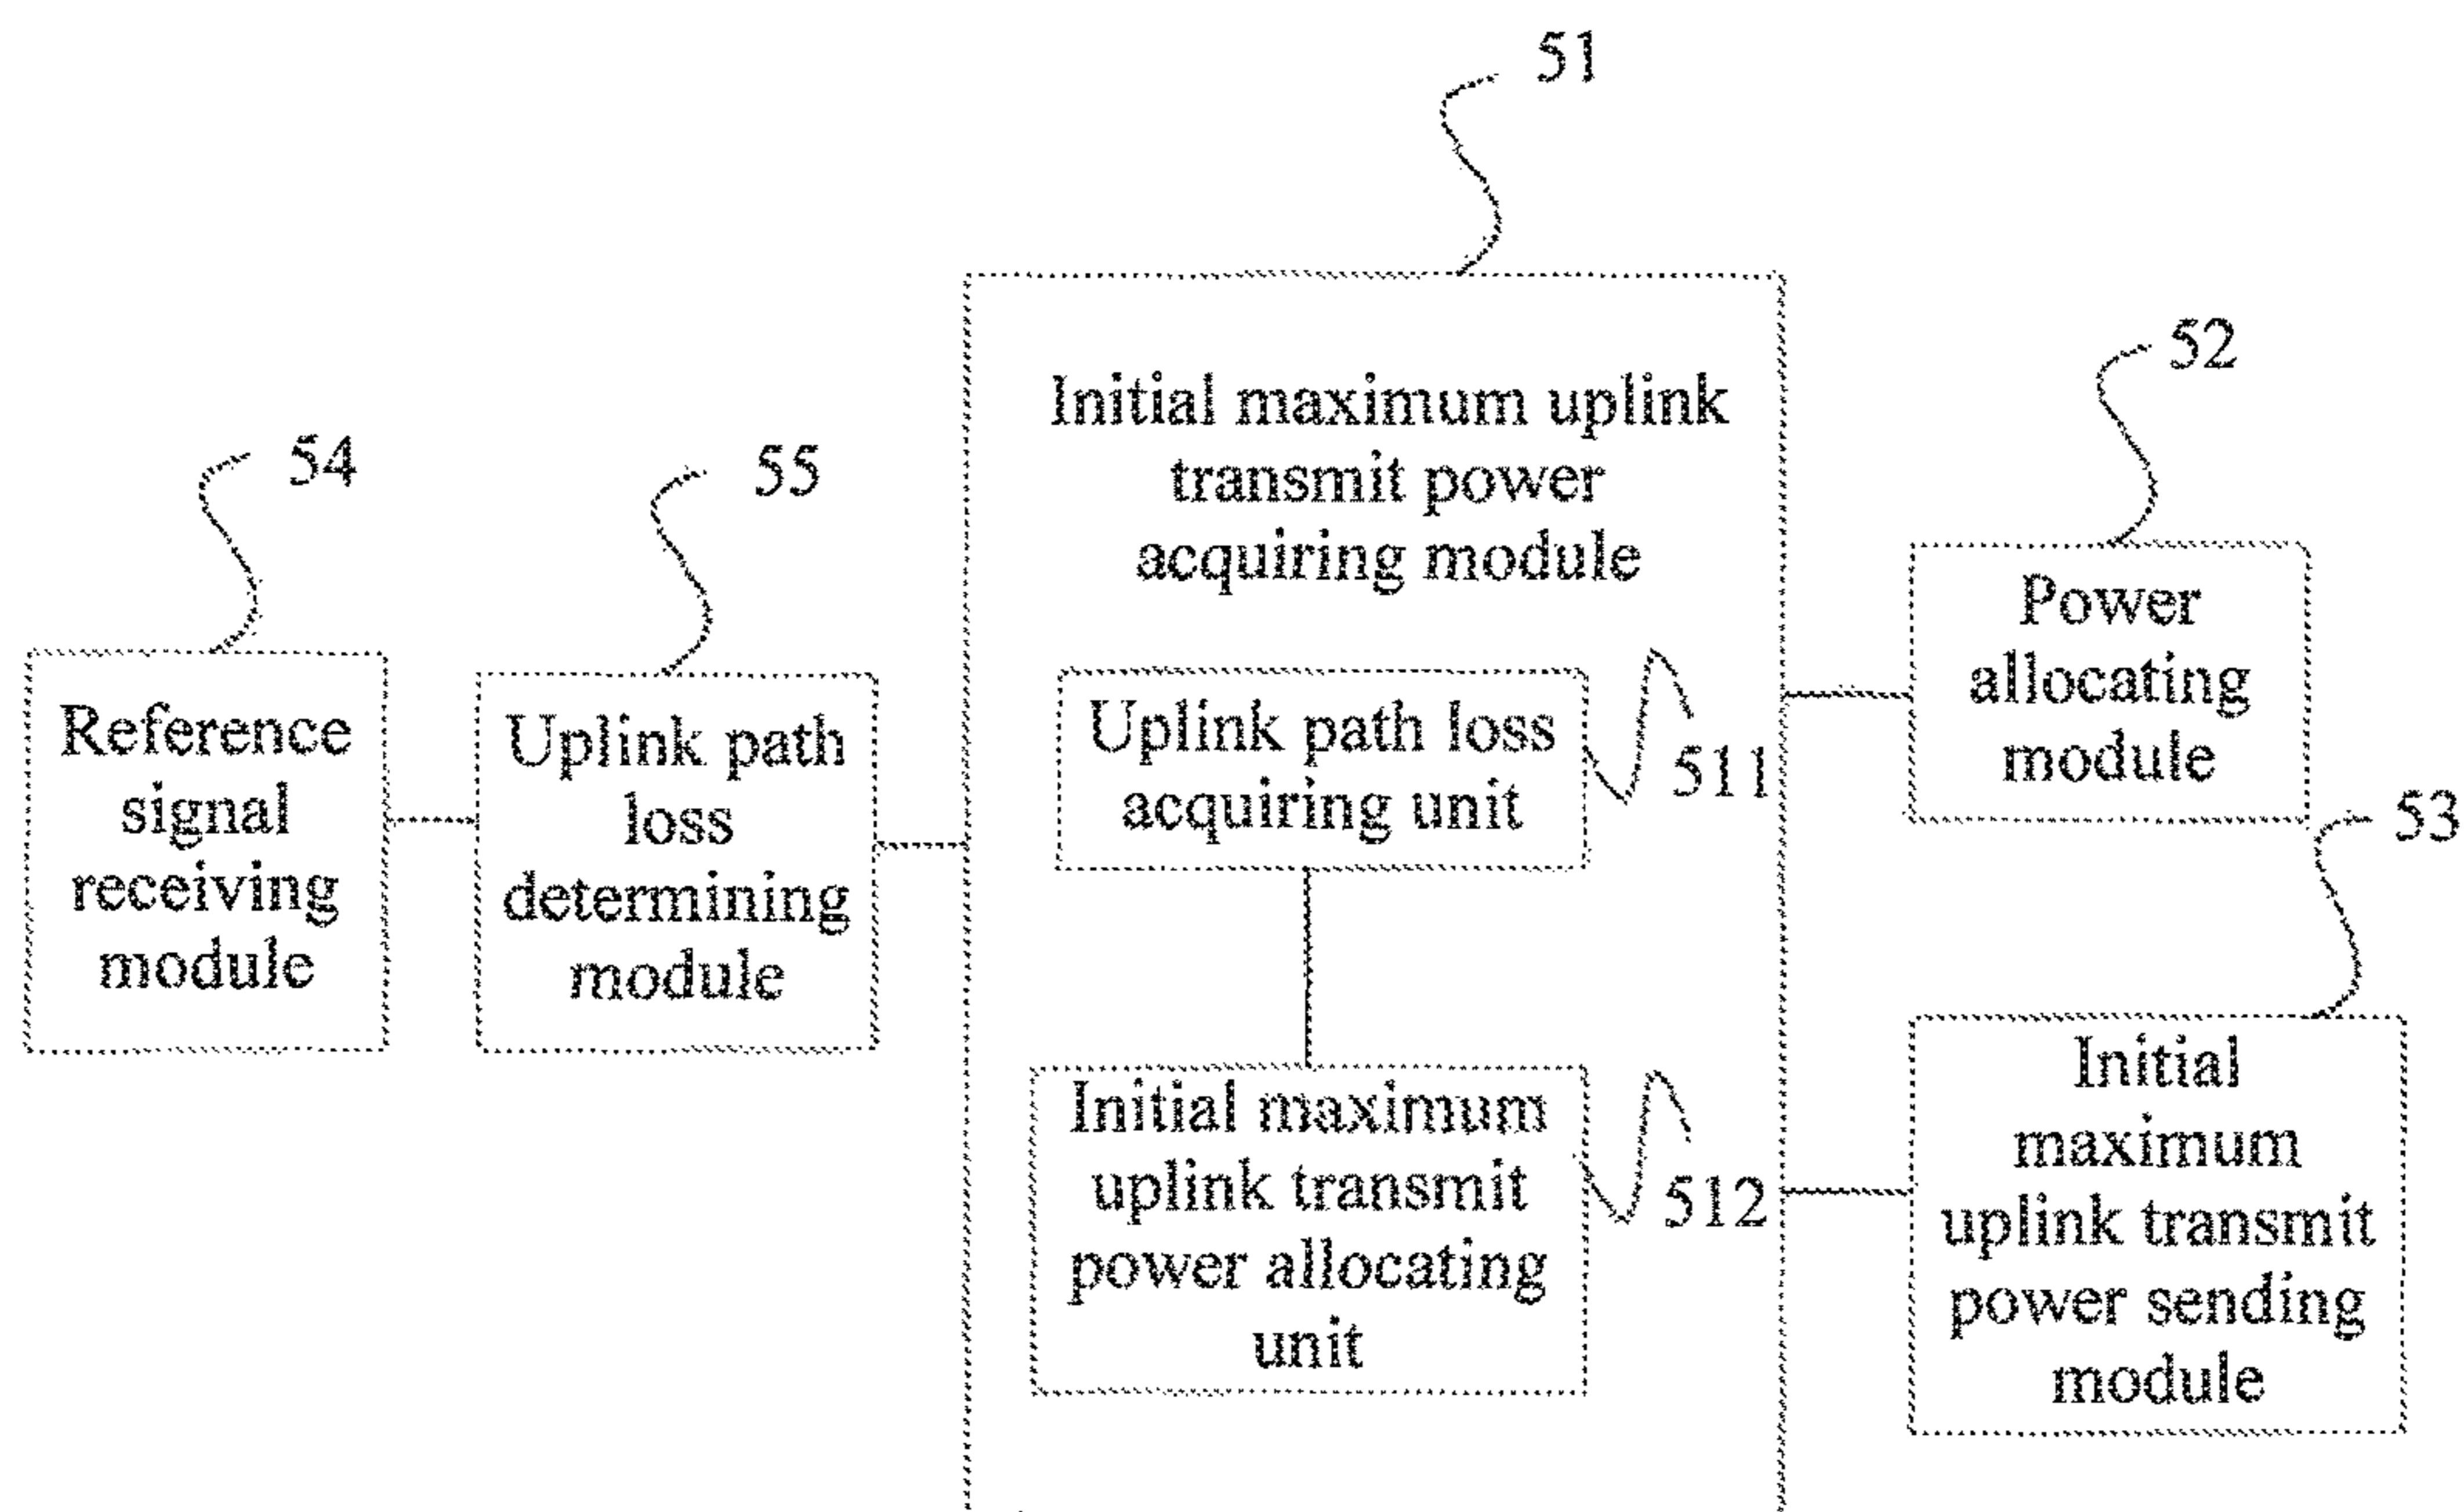 51
Initial maximum uplink
transmit power
acquiring module
52
Power
allocating
module
54
Reference
signal
receiving
module
55
Uplink path
loss
determining
module
Uplink path loss
acquiring unit
511
Initial maximum
uplink transmit
power allocating
unit
512
53
Initial
maximum
uplink transmit
power sending
module